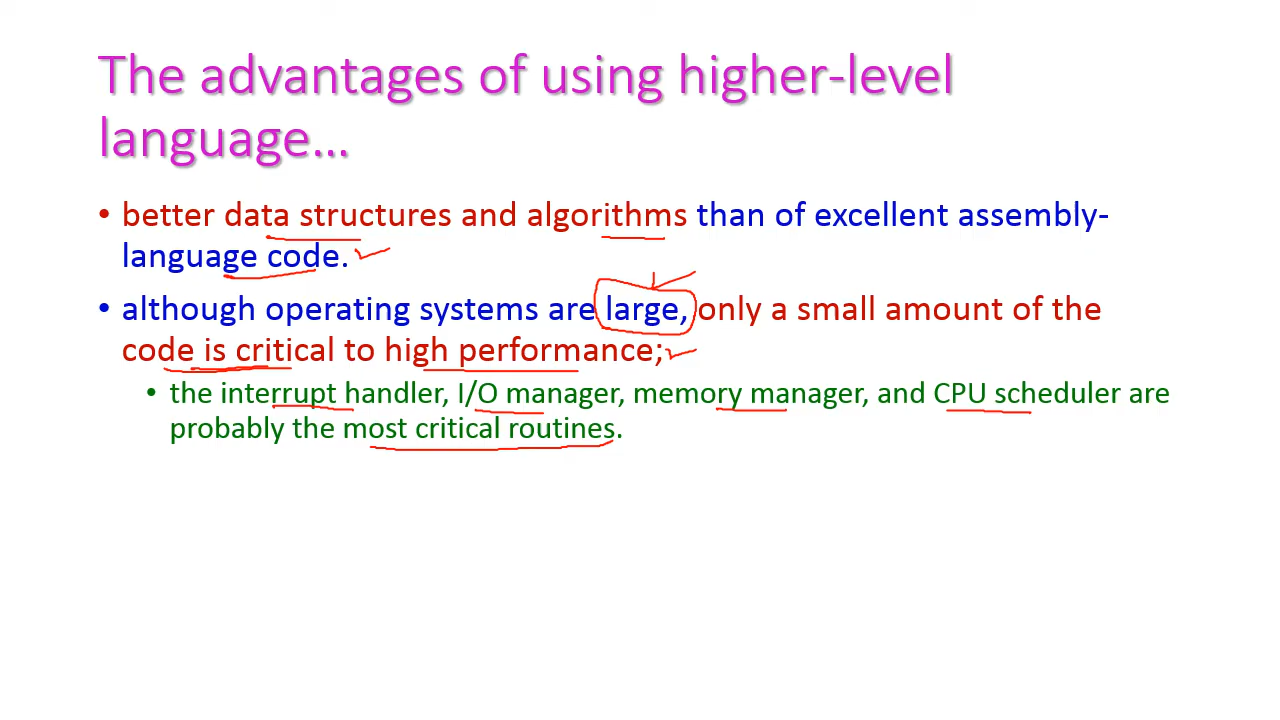 The advantages of using higher-level
language...
• better data structures and algorithms than of excellent assembly-
language code.
• although operating systems are large, only a small amount of the
code is critical to high performance;
• the interrupt handler, I/O manager, memory manager, and CPU scheduler are
probably the most critical routines.